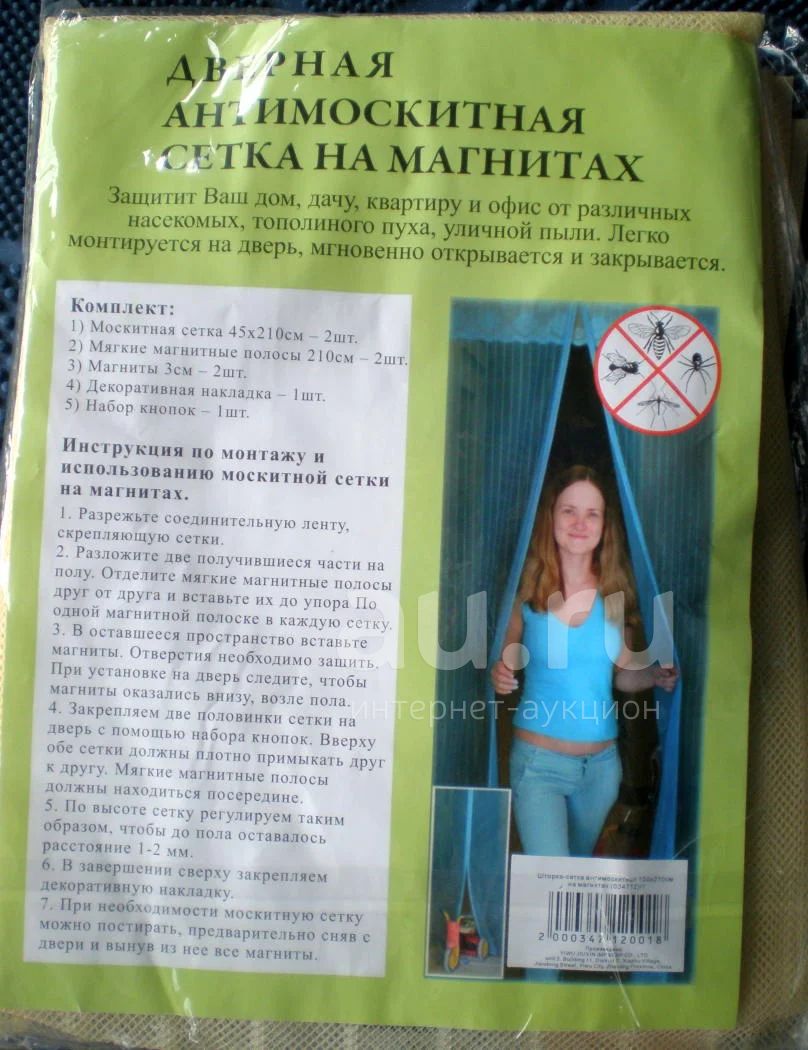 ДВЕРНАЯ
АНТИМОСКИТНАЯ
СЕТКА НА МАГНИТАХ
Защитит Ваш дом, дачу, квартиру и офис от различных
насекомых, тополиного пуха, уличной пыли. Легко
монтируется на дверь, мгновенно открывается и закрывается.
Комплект:
1) Москитная сетка 45х210см – 2шт.
2) Мягкие магнитные полосы 210см – 2шт.
3) Магниты 3см – 2шт.
4) Декоративная накладка – 1шт.
5) Набор кнопок – 1шт.
Инструкция по монтажу и
использованию москитной сетки
на магнитах.
1. Разрежьте соединительную ленту,
скрепляющую сетки.
2. Разложите две получившиеся части на
полу. Отделите мягкие магнитные полосы
друг от друга и вставьте их до упора По
одной магнитной полоске в каждую сетку.
3. В оставшееся пространство вставьте
магниты. Отверстия необходимо зашить.
При установке на дверь следите, чтобы
магниты оказались внизу, возле пола.
4. Закрепляем две половинки сетки на
дверь с помощью набора кнопок. Вверху
обе сетки должны плотно примыкать друг
к другу. Мягкие магнитные полосы
должны находиться посередине.
5. По высоте сетку регулируем таким
образом, чтобы до пола оставалось
расстояние 1-2 мм.
6. В завершении сверху закрепляем
декоративную накладку.
7. При необходимости москитную сетку
можно постирать, предварительно сняв с
двери и вынув из нее все магниты.
au.ru
интернет-аукцион
Шторка-сетка антимоскитная 100х210см
на магнитах
2 000347 120018
Произведено: